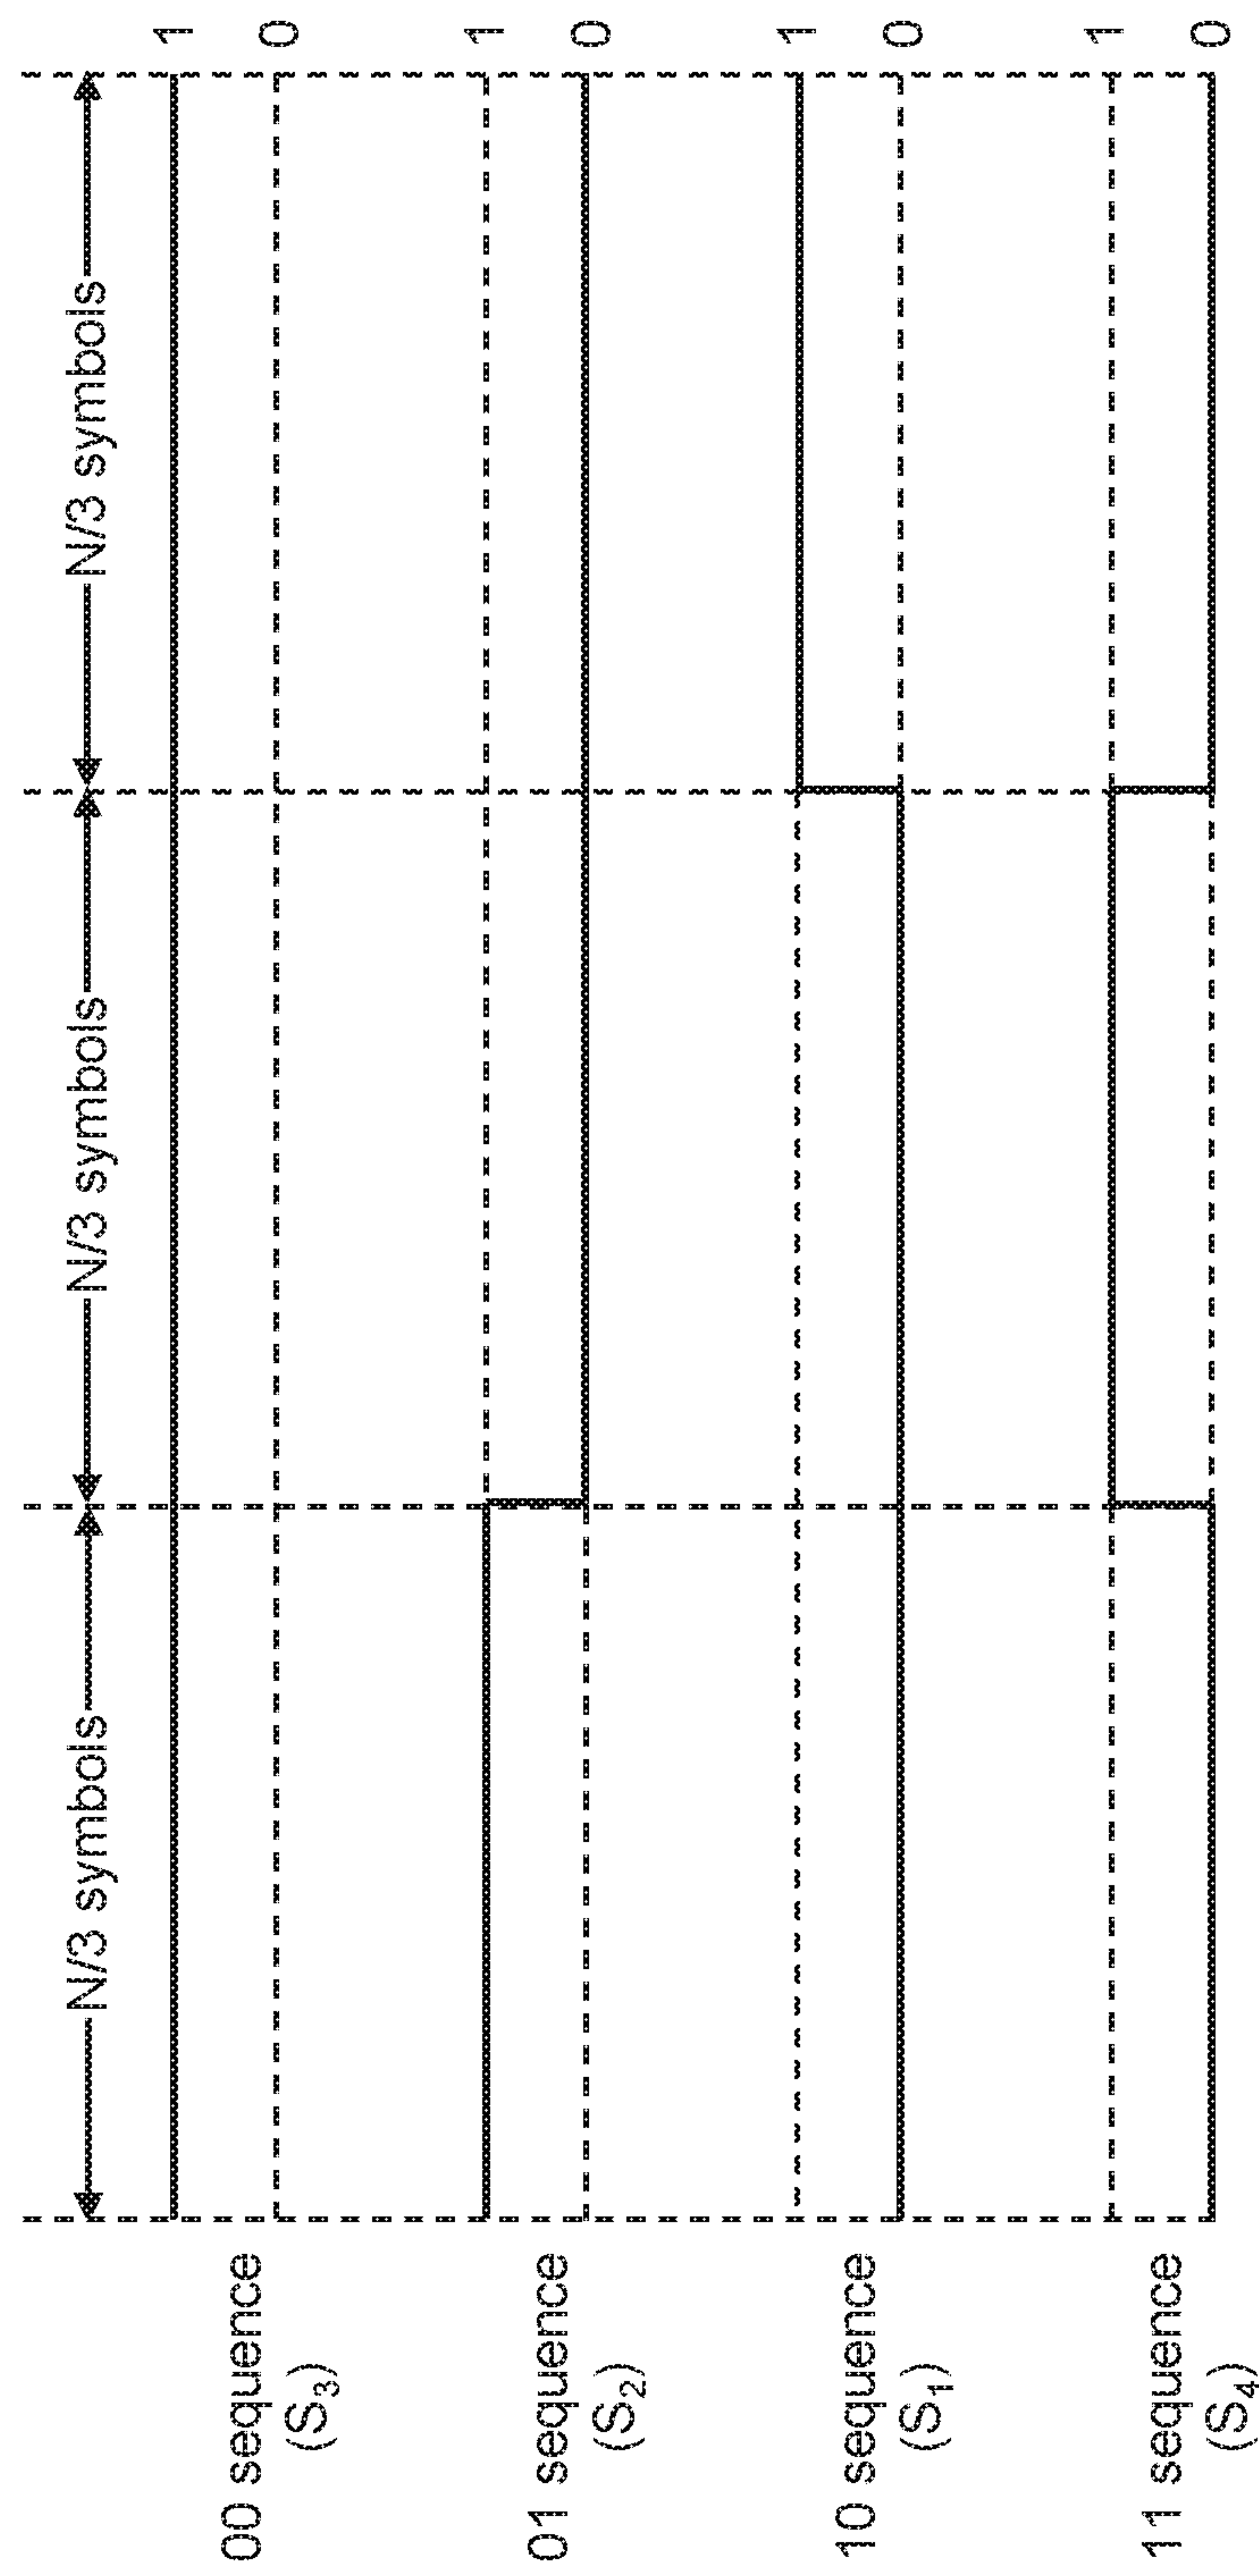 N/3 symbols
N/3 symbols
N/3 symbols
00 sequence
(S₃)
1
0
01 sequence
(S₂)
1
0
10 sequence
(S₁)
1
0
11 sequence
(S₄)
1
0